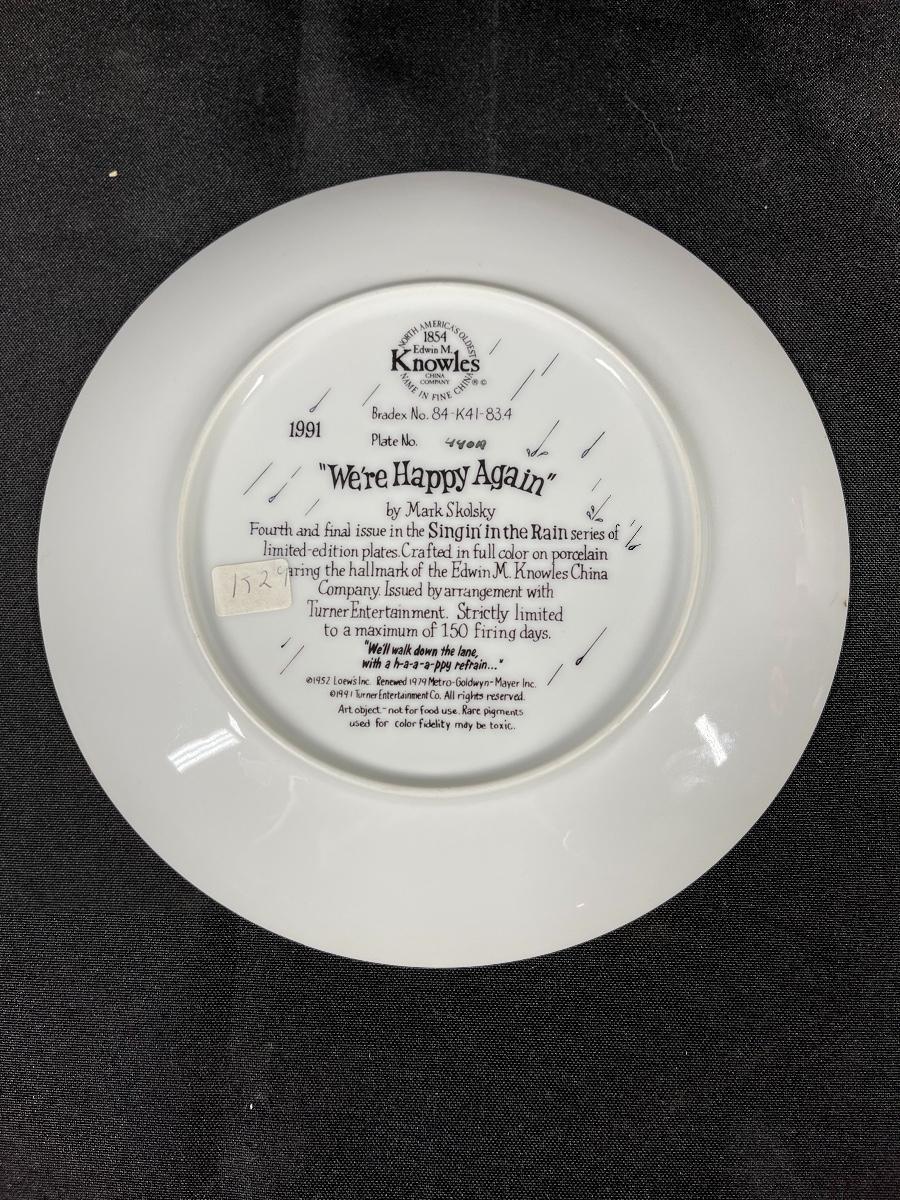 NORTH AMERICA'S OLDEST
1854
Edwin M.
Knowles
CHINA
COMPANY
NAME IN FINE CHINA
®©
Bradex No. 84-K41-83.4
1991
Plate No.
"We're Happy Again"
by Mark Skolsky
Fourth and final issue in the Singin' in the Rain series of
limited-edition plates. Crafted in full color on porcelain
aring the hallmark of the Edwin M. Knowles China
Company. Issued by arrangement with
Turner Entertainment. Strictly limited
to a maximum of 150 firing days.
"We'll walk down the lane,
with a h-a-a-a-ppy refrain..."
©1952 Loew's Inc. Renewed 1979 Metro-Goldwyn-Mayer Inc.
©1991 Turner Entertainment Co. All rights reserved.
Art object - not for food use. Rare pigments
used for color fidelity may be toxic.